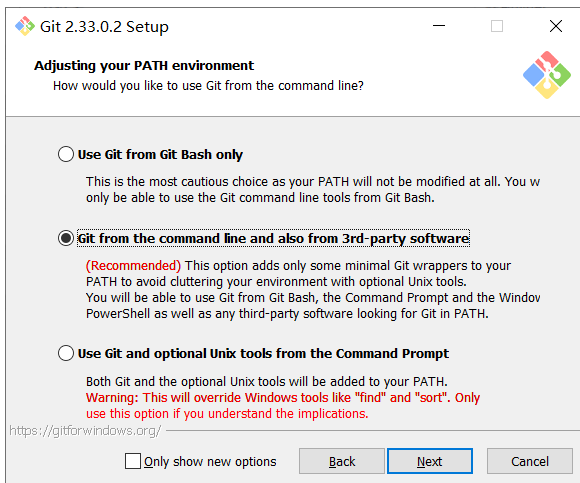 Git 2.33.0.2 Setup
Adjusting your PATH environment
How would you like to use Git from the command line?
Use Git from Git Bash only
This is the most cautious choice as your PATH will not be modified at all. You w
only be able to use the Git command line tools from Git Bash.
Git from the command line and also from 3rd-party software
(Recommended) This option adds only some minimal Git wrappers to your
PATH to avoid cluttering your environment with optional Unix tools.
You will be able to use Git from Git Bash, the Command Prompt and the Window
PowerShell as well as any third-party software looking for Git in PATH.
Use Git and optional Unix tools from the Command Prompt
Both Git and the optional Unix tools will be added to your PATH.
Warning: This will override Windows tools like "find" and "sort". Only
use this option if you understand the implications.
https://gitforwindows.org/
Only show new options
Back
Next
Cancel